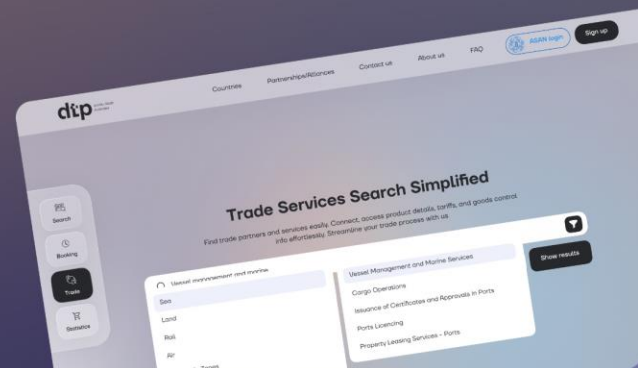 dtp
Countries
Partnerships/Alliances
Contact us
About us
FAQ
ASAN login
Sign up
Search
Booking
Trade
Statistics
Trade Services Search Simplified
Find trade partners and services easily. Connect, access product details, tariffs, and goods control
info effortlessly. Streamline your trade process with us
Vessel management and marine
Sea
Land
Rail
Air
Zones
Vessel Management and Marine Services
Cargo Operations
Issuance of Certificates and Approvals in Ports
Ports Licencing
Property Leasing Services - Ports
Show results